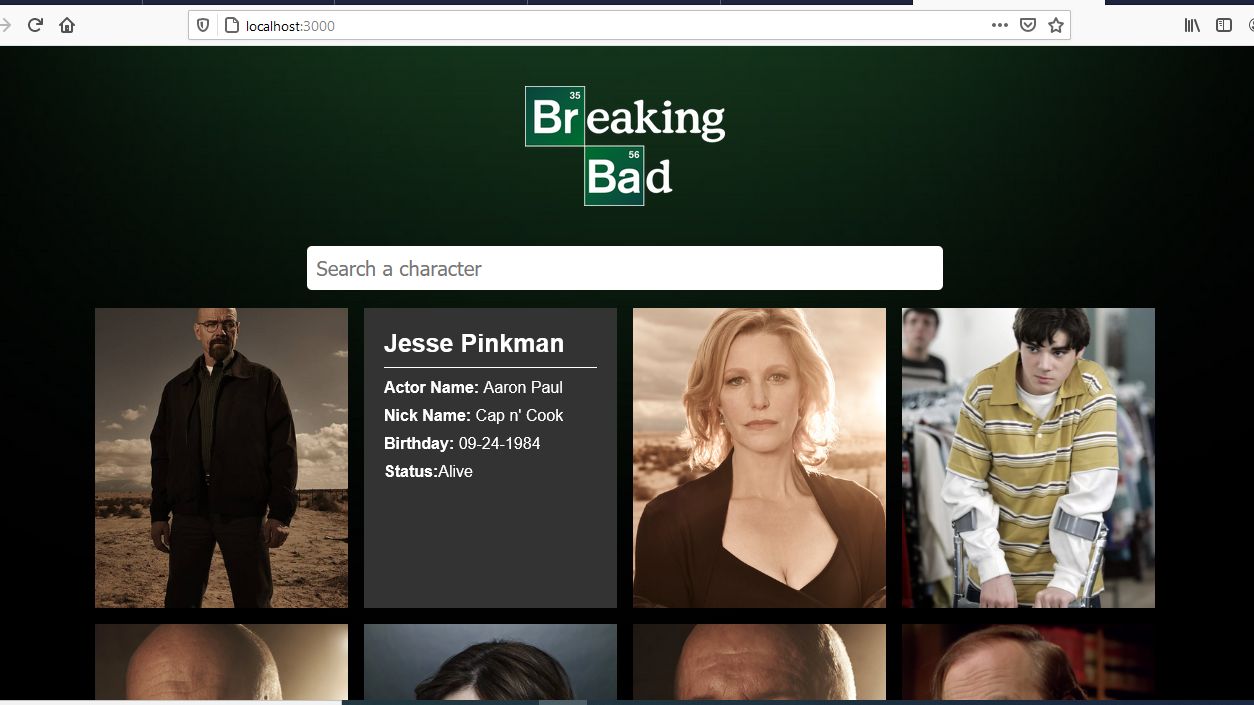 localhost:3000
35
Breaking
56
Bad
Search a character
Jesse Pinkman
Actor Name: Aaron Paul
Nick Name: Cap n' Cook
Birthday: 09-24-1984
Status:Alive